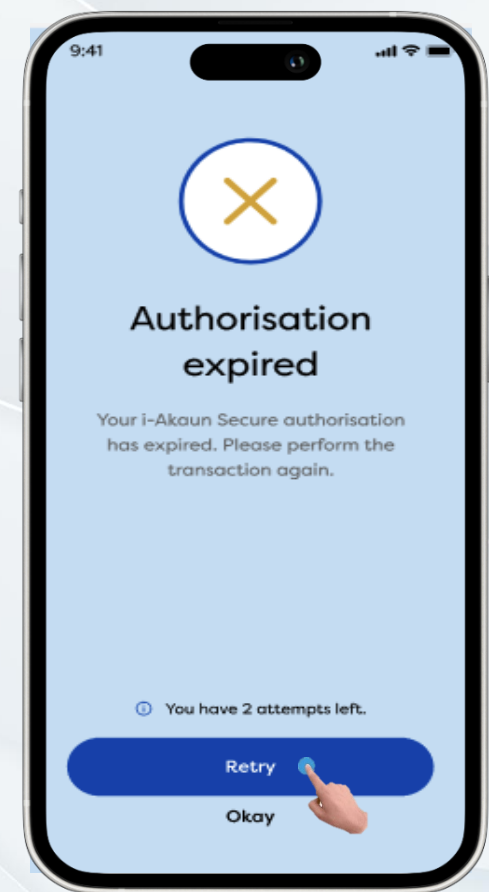 9:41
Authorisation
expired
Your i-Akaun Secure authorisation
has expired. Please perform the
transaction again.
You have 2 attempts left.
Retry
Okay